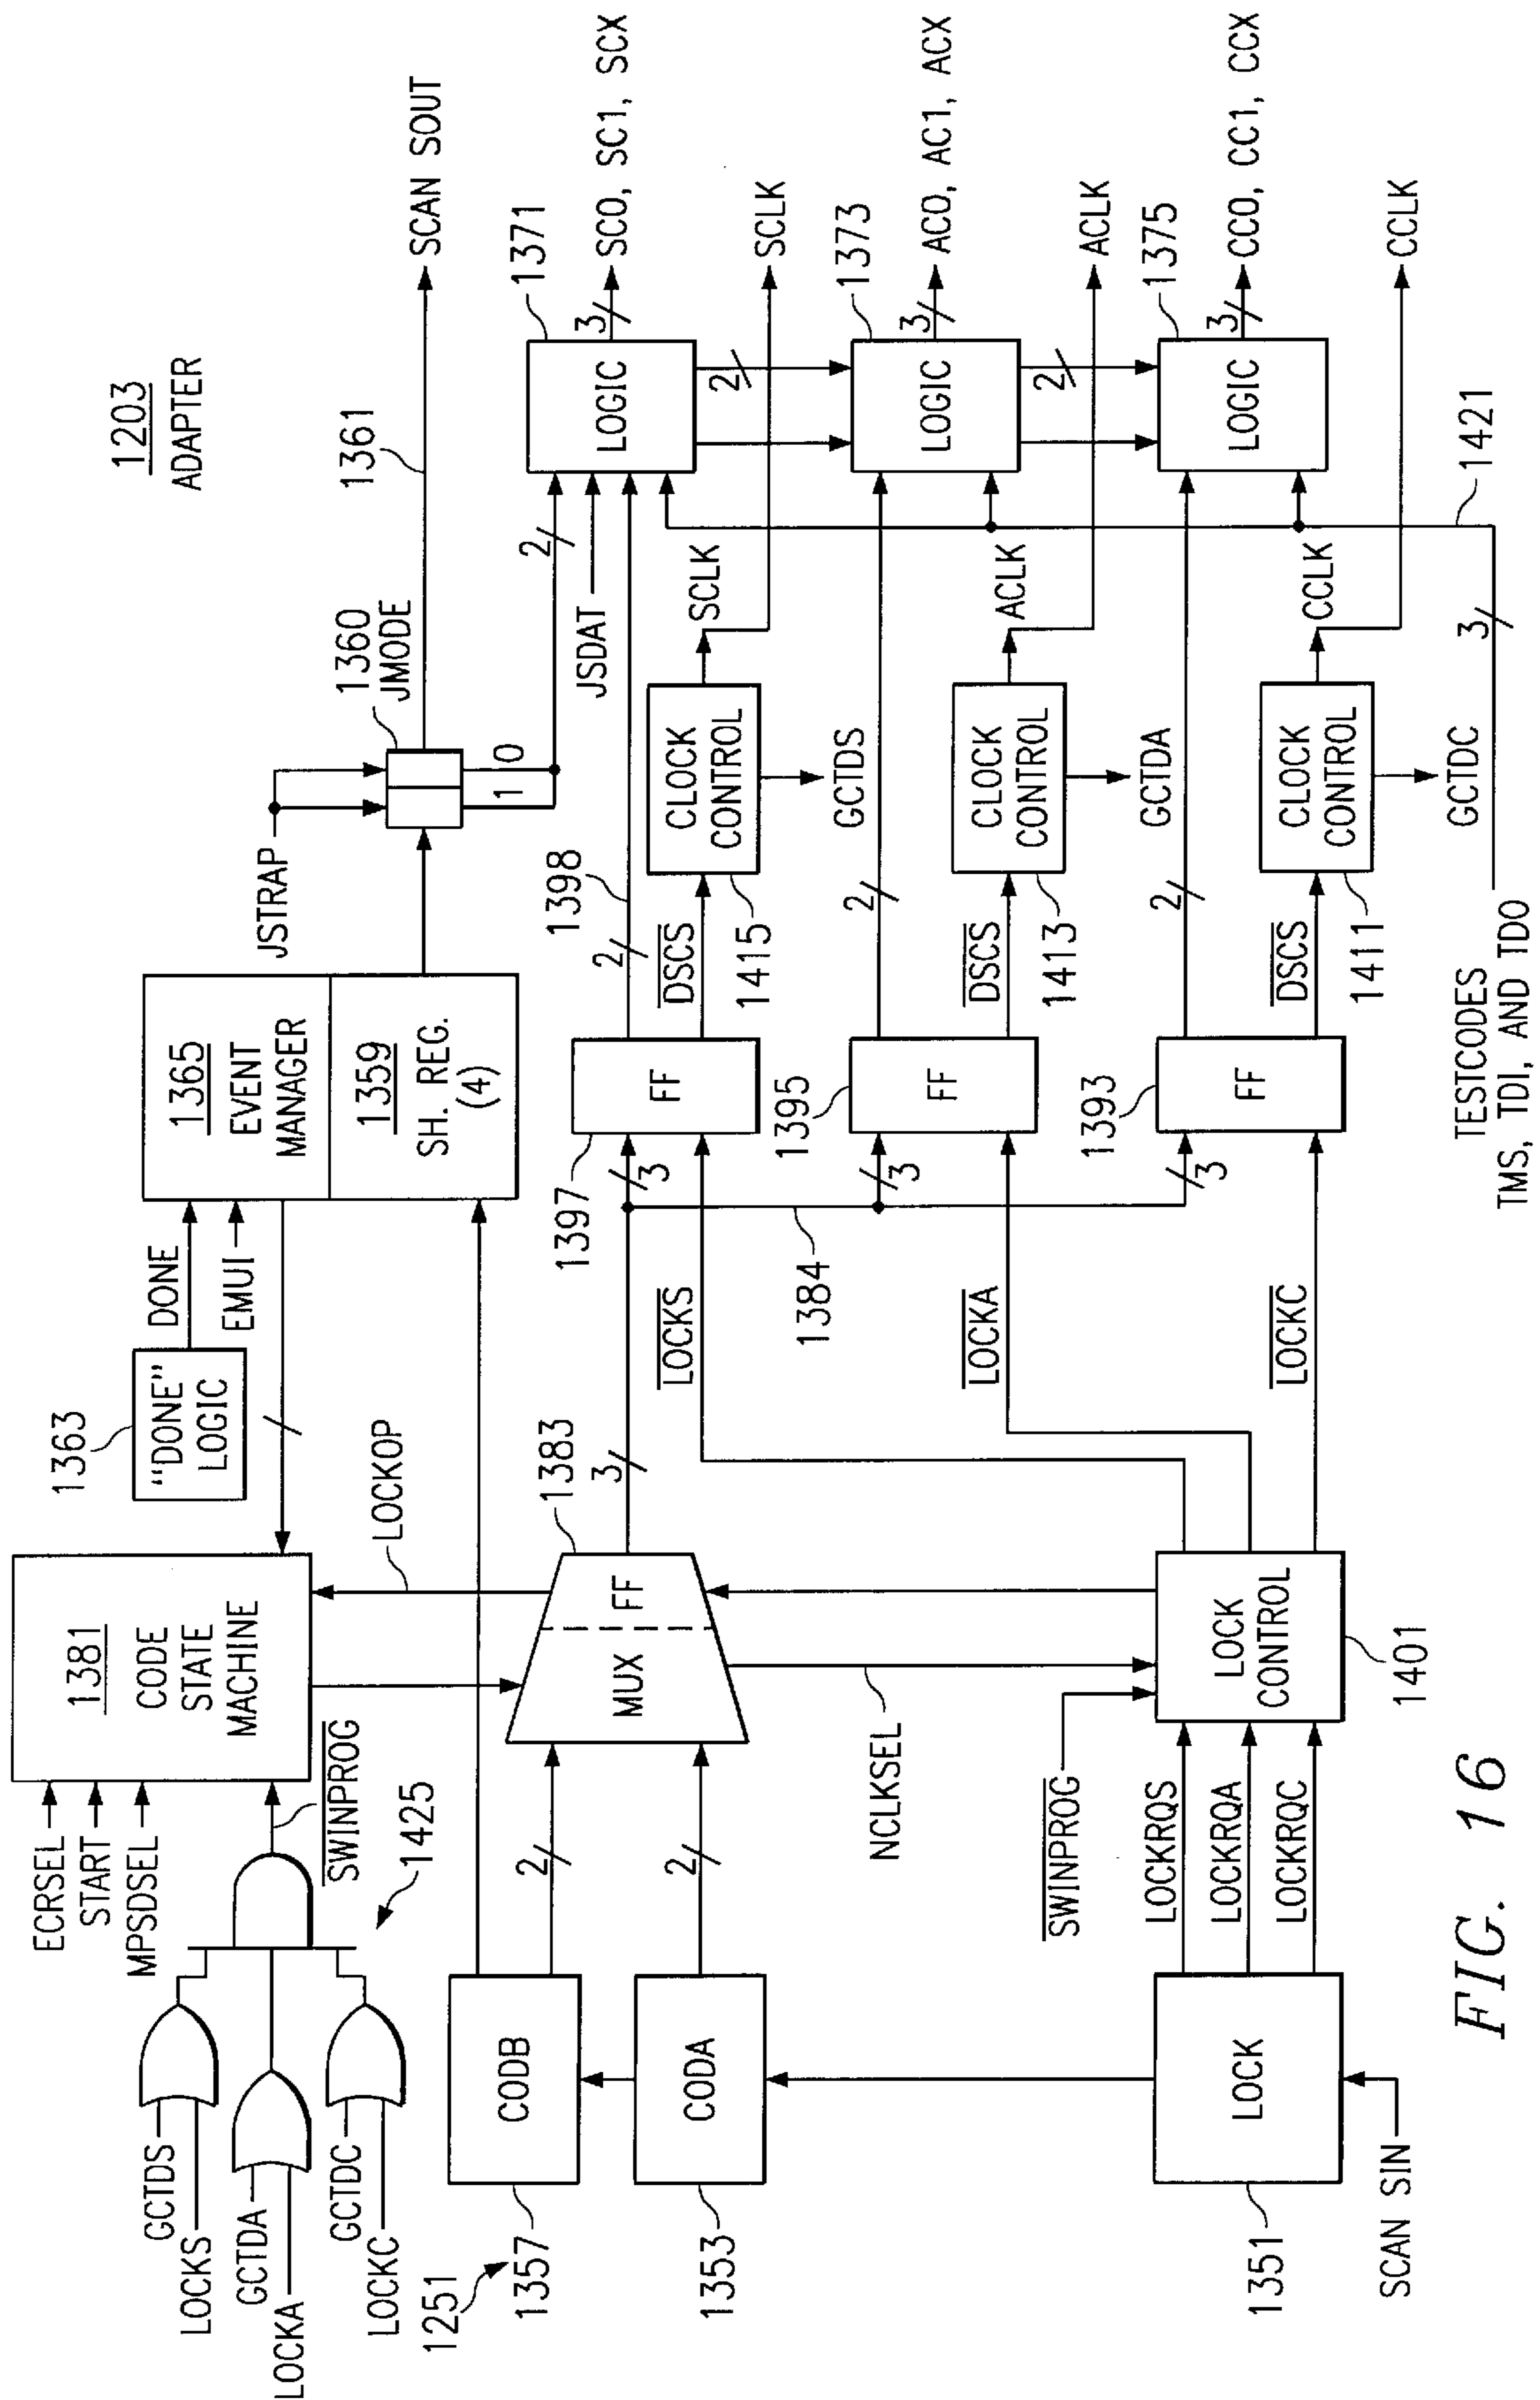 1203
ADAPTER
ECRSEL
START
MPSDSEL
GCTDS
LOCKS
GCTDA
LOCKA
GCTDC
LOCKC
SWINPROG
1425
1381
CODE
STATE
MACHINE
1363
"DONE"
LOGIC
DONE
EMUI
1365
EVENT
MANAGER
1359
SH. REG.
(4)
JSTRAP
1360
JMODE
1 0
1361
SCAN SOUT
LOCKOP
1251
1357
CODB
2
1353
CODA
2
MUX
FF
1383
3
NCLKSEL
1384
1397
3
FF
1398
2
LOCKS
DSCS
1415
CLOCK
CONTROL
SCLK
GCTDS
JSDAT
2
1371
LOGIC
3
SC0, SC1, SCX
SCLK
2
1395
3
FF
2
LOCKA
DSCS
1413
CLOCK
CONTROL
ACLK
GCTDA
1373
LOGIC
3
AC0, AC1, ACX
ACLK
2
1393
3
FF
2
LOCKC
DSCS
1411
CLOCK
CONTROL
CCLK
GCTDC
1375
LOGIC
3
CC0, CC1, CCX
CCLK
1421
3
TESTCODES
TMS, TDI, AND TDO
SWINPROG
LOCKRQS
LOCKRQA
LOCKRQC
LOCK
CONTROL
1401
LOCK
1351
SCAN SIN
FIG. 16